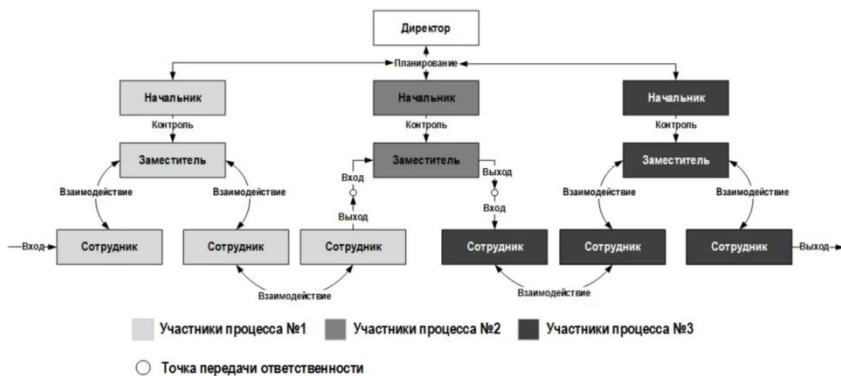 Директор
Планирование
Начальник
Начальник
Начальник
Контроль
Контроль
Контроль
Заместитель
Заместитель
Заместитель
Вход
Выход
Взаимодействие
Взаимодействие
Взаимодействие
Взаимодействие
Выход
Вход
Вход
Сотрудник
Сотрудник
Сотрудник
Сотрудник
Сотрудник
Сотрудник
Выход
Взаимодействие
Взаимодействие
Участники процесса №1
Участники процесса №2
Участники процесса №3
Точка передачи ответственности